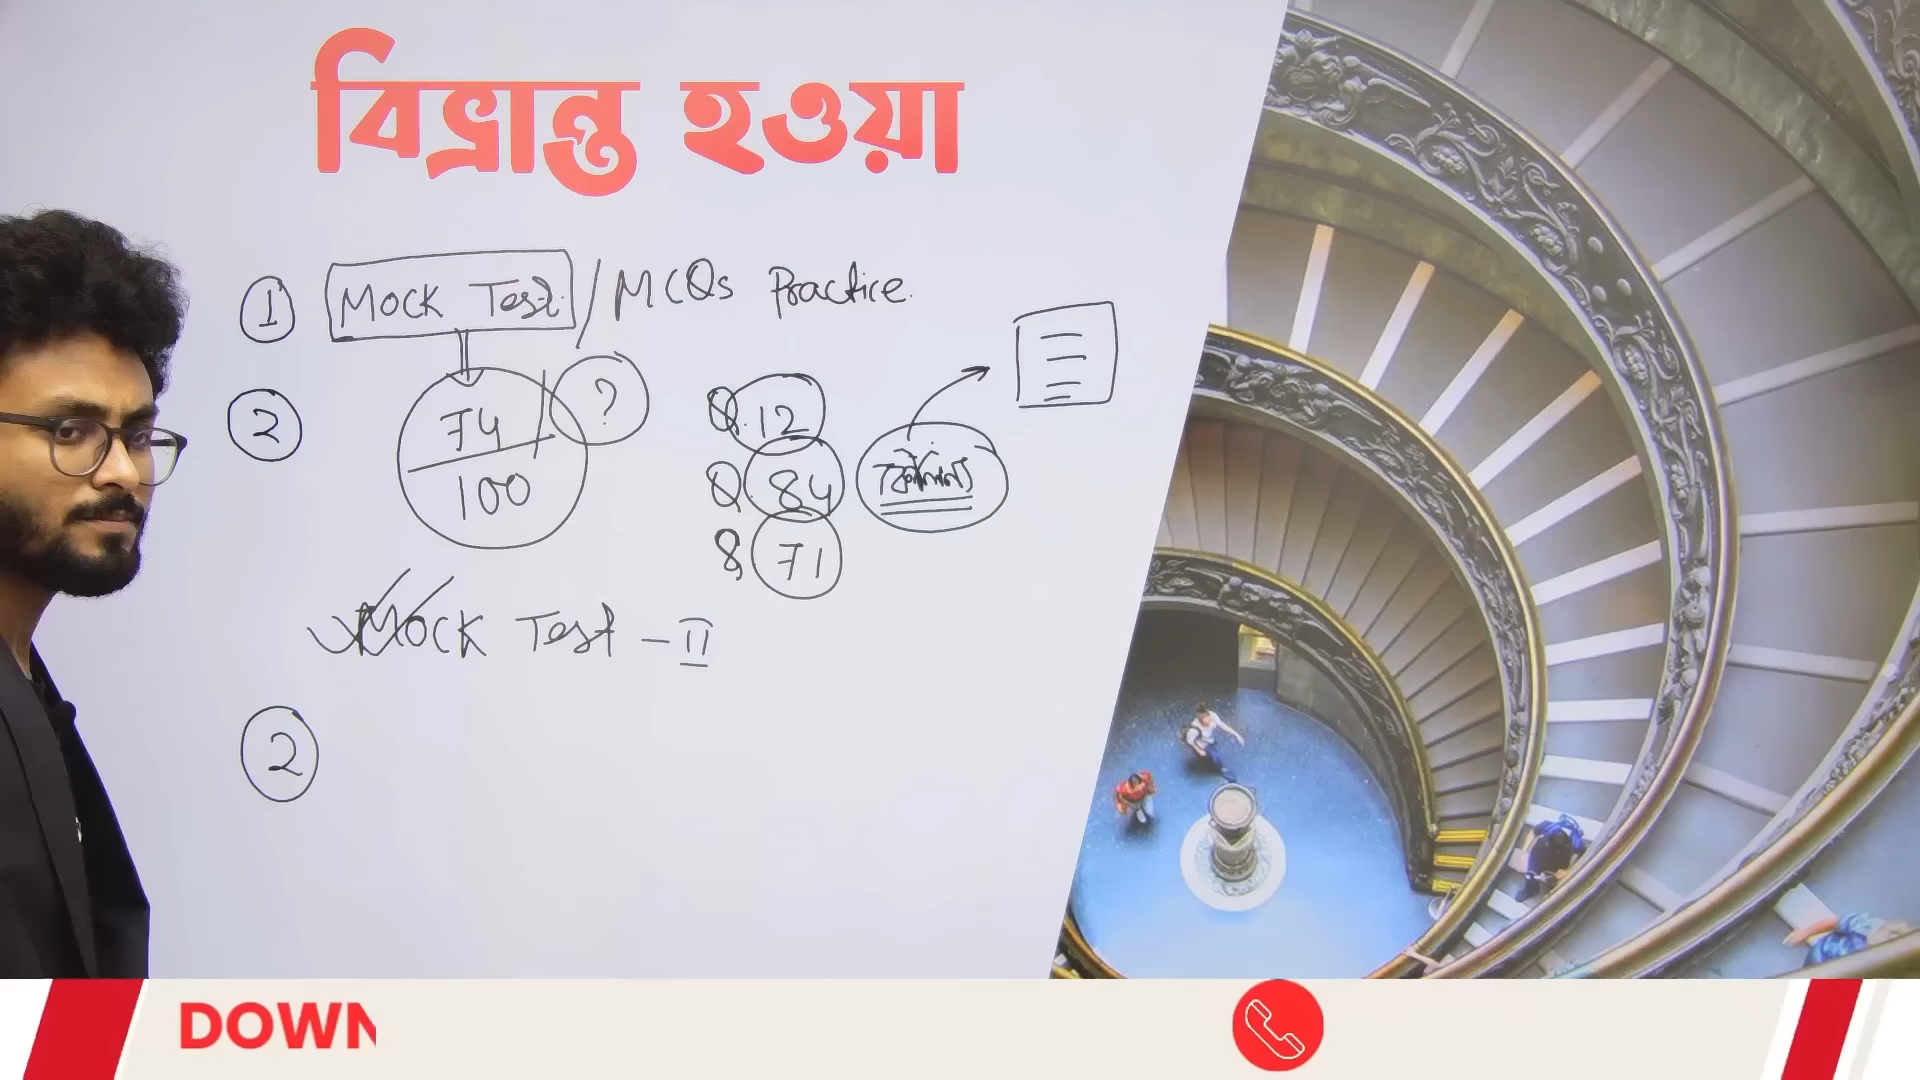 বিভ্রান্ত হওয়া
1 Mock Test / MCQs Practice.
2 74/100 / ?
Q. 12
Q 84 কৌশিল্য
Q 71
Mock Test - II
2
DOWN